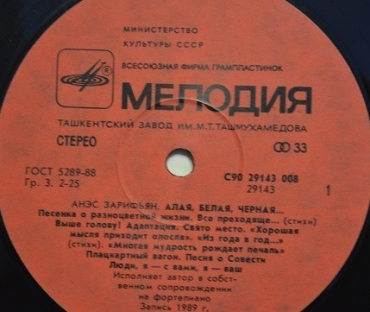 МИНИСТЕРСТВО
КУЛЬТУРЫ СССР
ВСЕСОЮЗНАЯ ФИРМА ГРАМПЛАСТИНОК
МЕЛОДИЯ
ТАШКЕНТСКИЙ ЗАВОД ИМ. М.Т.ТАШМУХАМЕДОВА
СТЕРЕО 33
ГОСТ 5289-88 С90 29143 008
Гр. 3. 2-25 29143 1
АНЭС ЗАРИФЬЯН. АЛАЯ, БЕЛАЯ, ЧЕРНАЯ...
Песенка о разноцветной жизни. Все преходяще... (стихи)
Выше голову! Адаптация. Свято место. «Хорошая
мысля приходит опосля». «Из года в год...»
(стихи). «Многая мудрость рождает печаль»
Плацкартный вагон. Песня о Совести
Люди, я — с вами, я — ваш
Исполняет автор в собст-
венном сопровождении
на фортепиано
Запись 1989 г.